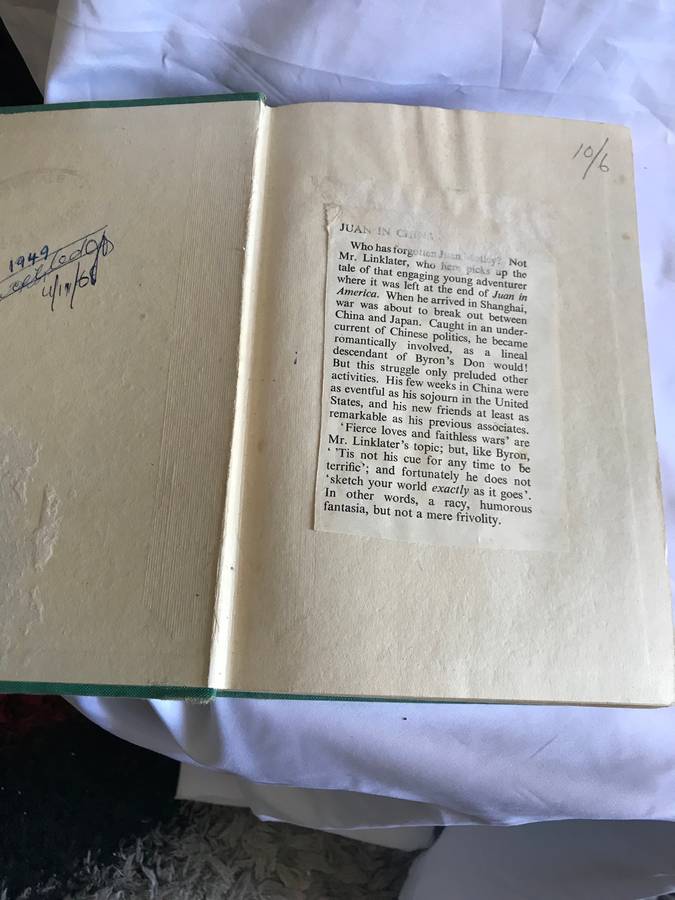 1949
10/6
JUAN IN CHINA
Who has forgotten Juan Motley? Not
Mr. Linklater, who here picks up the
tale of that engaging young adventurer
where it was left at the end of Juan in
America. When he arrived in Shanghai,
war was about to break out between
China and Japan. Caught in an under-
current of Chinese politics, he became
romantically involved, as a lineal
descendant of Byron's Don would!
But this struggle only preluded other
activities. His few weeks in China were
as eventful as his sojourn in the United
States, and his new friends at least as
remarkable as his previous associates.
'Fierce loves and faithless wars' are
Mr. Linklater's topic; but, like Byron,
' 'Tis not his cue for any time to be
terrific'; and fortunately he does not
'sketch your world exactly as it goes'.
In other words, a racy, humorous
fantasia, but not a mere frivolity.